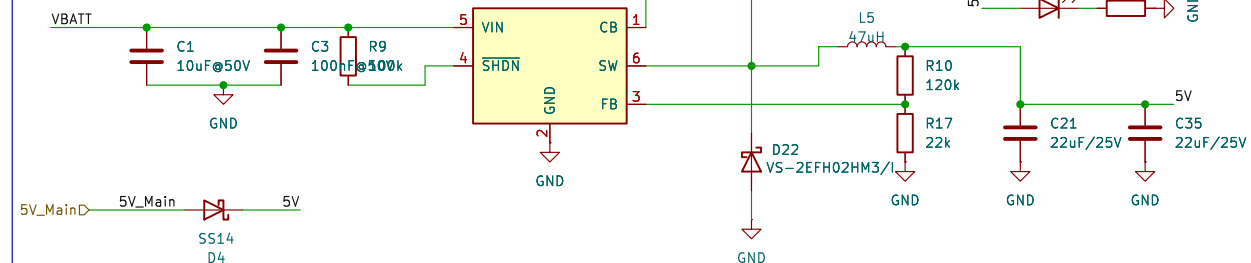 5
GND
VBATT
C1
10uF@50V
C3
100nF@50V
R9
100k
5
VIN
4
SHDN
GND
2
CB
1
SW
6
FB
3
GND
GND
L5
47uH
R10
120k
R17
22k
GND
D22
VS-2EFH02HM3/I
GND
5V
C21
22uF/25V
GND
C35
22uF/25V
GND
5V_Main
5V_Main
5V
SS14
D4